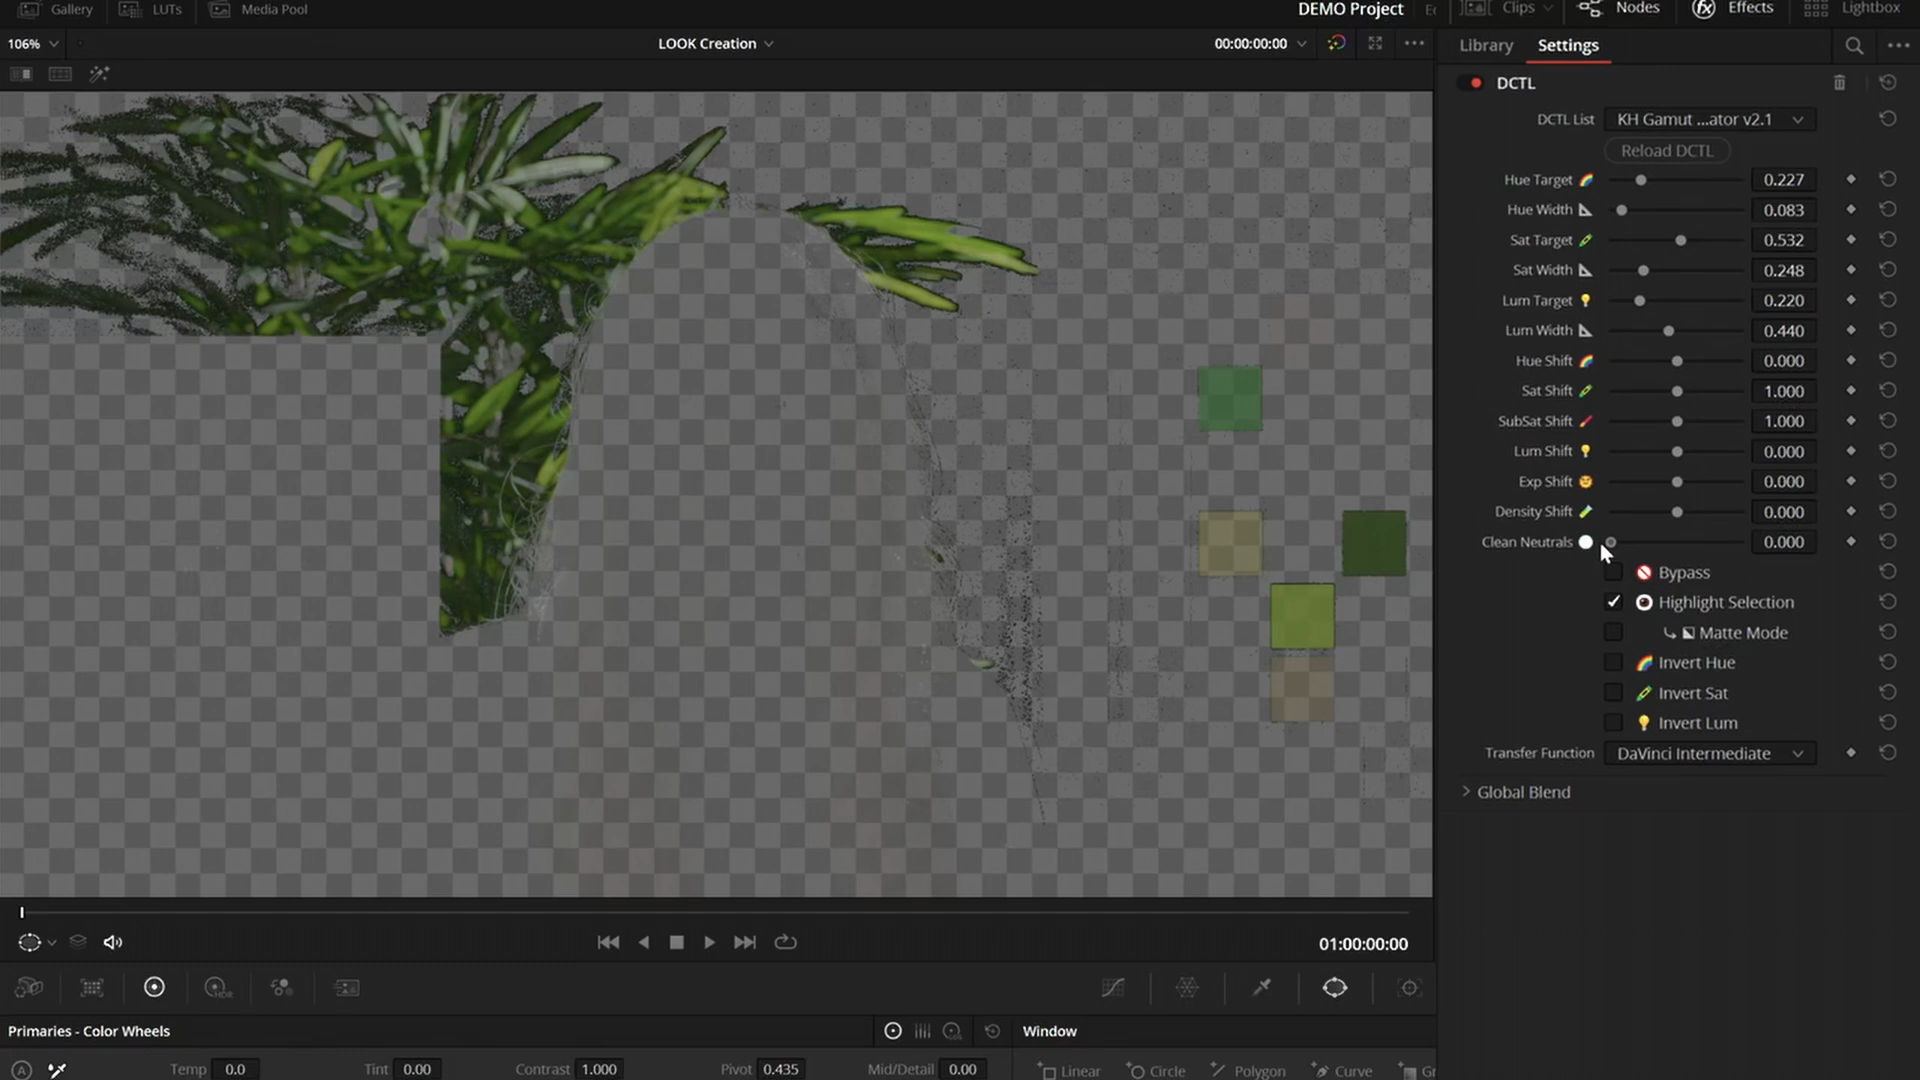 Gallery
LUTs
Media Pool
DEMO Project
Clips
Nodes
fx
Effects
Lightbox
106%
LOOK Creation
00:00:00:00
Library
Settings
DCTL
DCTL List
KH Gamut ...ator v2.1
Reload DCTL
Hue Target 0.227
Hue Width 0.083
Sat Target 0.532
Sat Width 0.248
Lum Target 0.220
Lum Width 0.440
Hue Shift 0.000
Sat Shift 1.000
SubSat Shift 1.000
Lum Shift 0.000
Exp Shift 0.000
Density Shift 0.000
Clean Neutrals 0.000
Bypass
Highlight Selection
Matte Mode
Invert Hue
Invert Sat
Invert Lum
Transfer Function DaVinci Intermediate
Global Blend
01:00:00:00
HDR
Primaries - Color Wheels
Window
A
Temp 0.0
Tint 0.00
Contrast 1.000
Pivot 0.435
Mid/Detail 0.00
Linear
Circle
Polygon
Curve